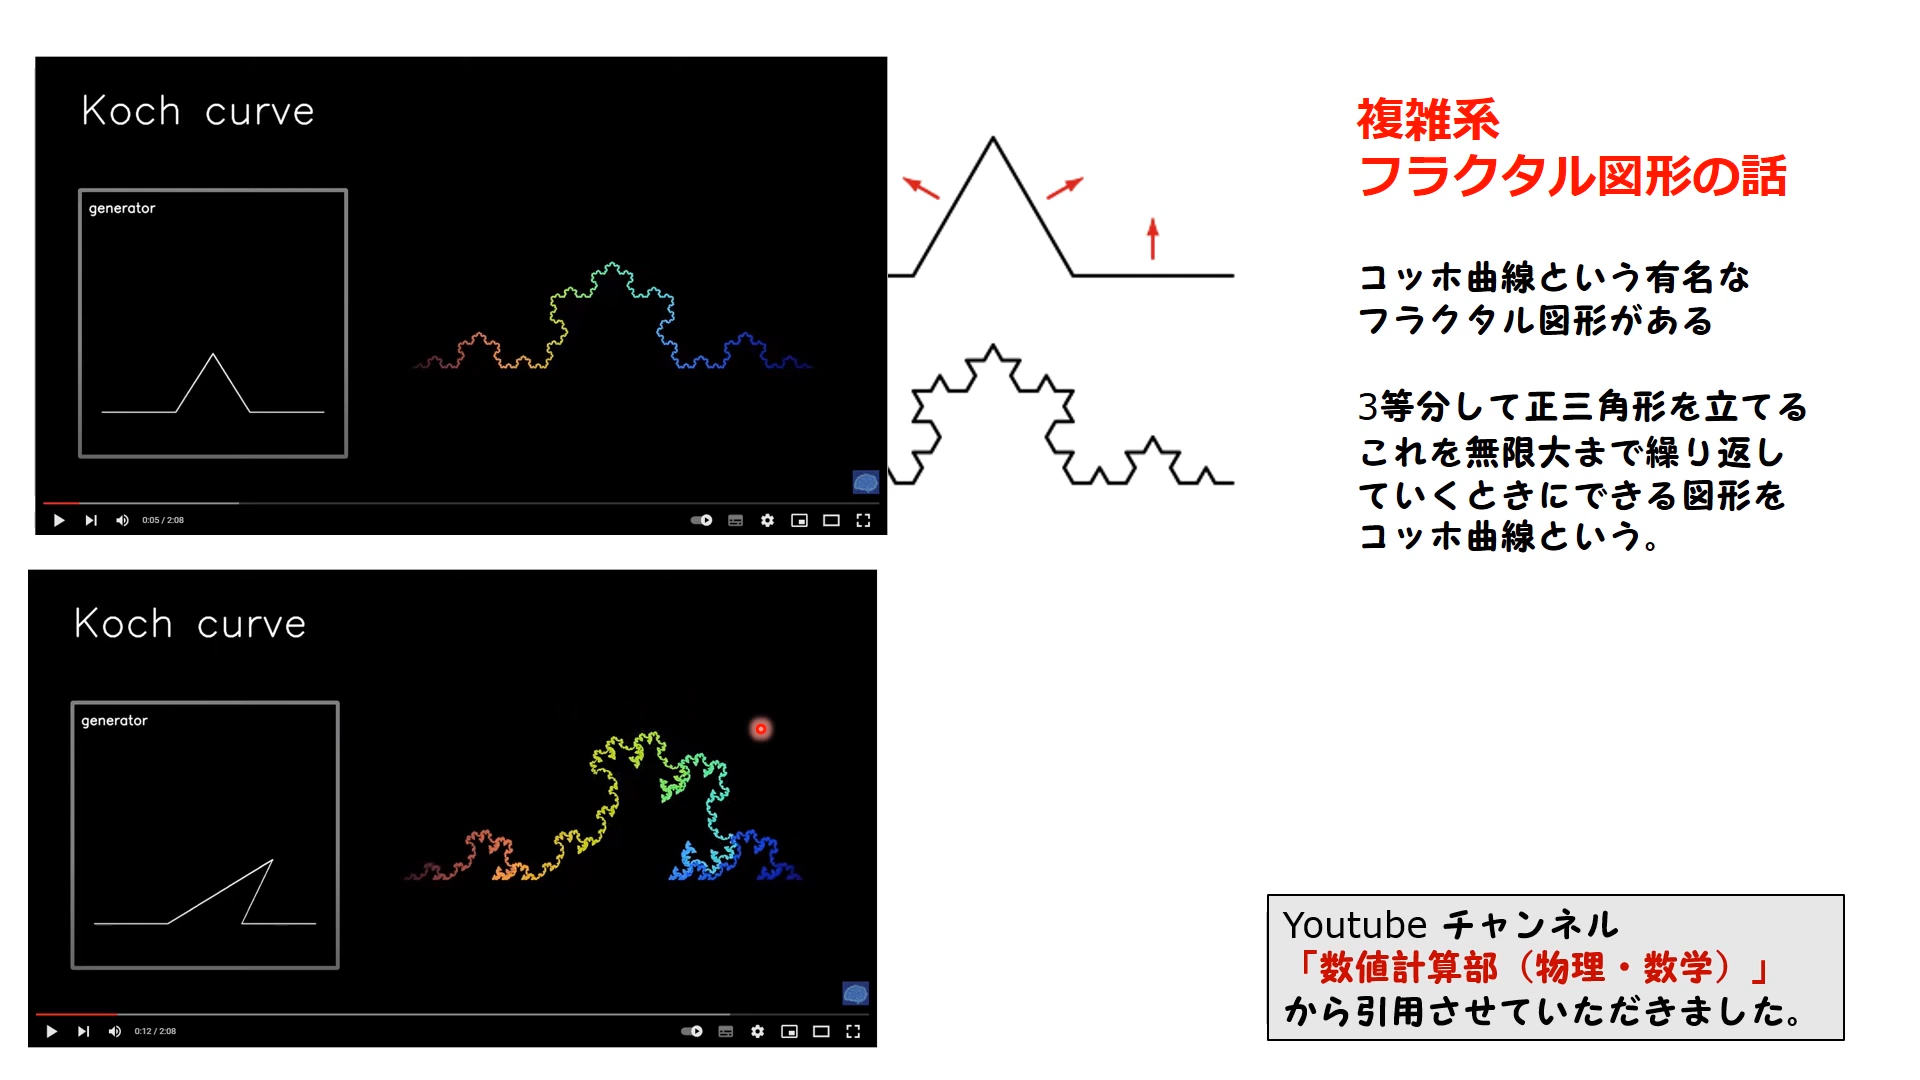 Koch curve
generator
0:05 / 2:08
Koch curve
generator
0:12 / 2:08
複雑系
フラクタル図形の話
コッホ曲線という有名な
フラクタル図形がある
3等分して正三角形を立てる
これを無限大まで繰り返し
ていくときにできる図形を
コッホ曲線という。
Youtube チャンネル
「数値計算部（物理・数学）」
から引用させていただきました。